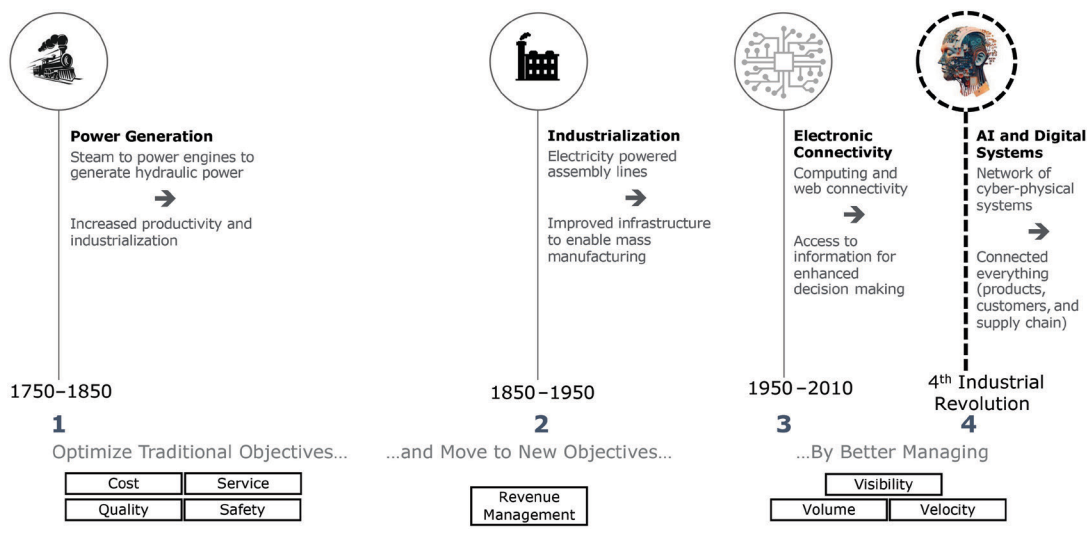 Power Generation
Steam to power engines to
generate hydraulic power
Increased productivity and
industrialization
1750–1850
1
Industrialization
Electricity powered
assembly lines
Improved infrastructure
to enable mass
manufacturing
1850–1950
2
Electronic
Connectivity
Computing and
web connectivity
Access to
information for
enhanced
decision making
1950–2010
3
AI and Digital
Systems
Network of
cyber-physical
systems
Connected
everything
(products,
customers, and
supply chain)
4th Industrial
Revolution
4
Optimize Traditional Objectives...
Cost
Service
Quality
Safety
...and Move to New Objectives...
Revenue
Management
...By Better Managing
Visibility
Volume
Velocity